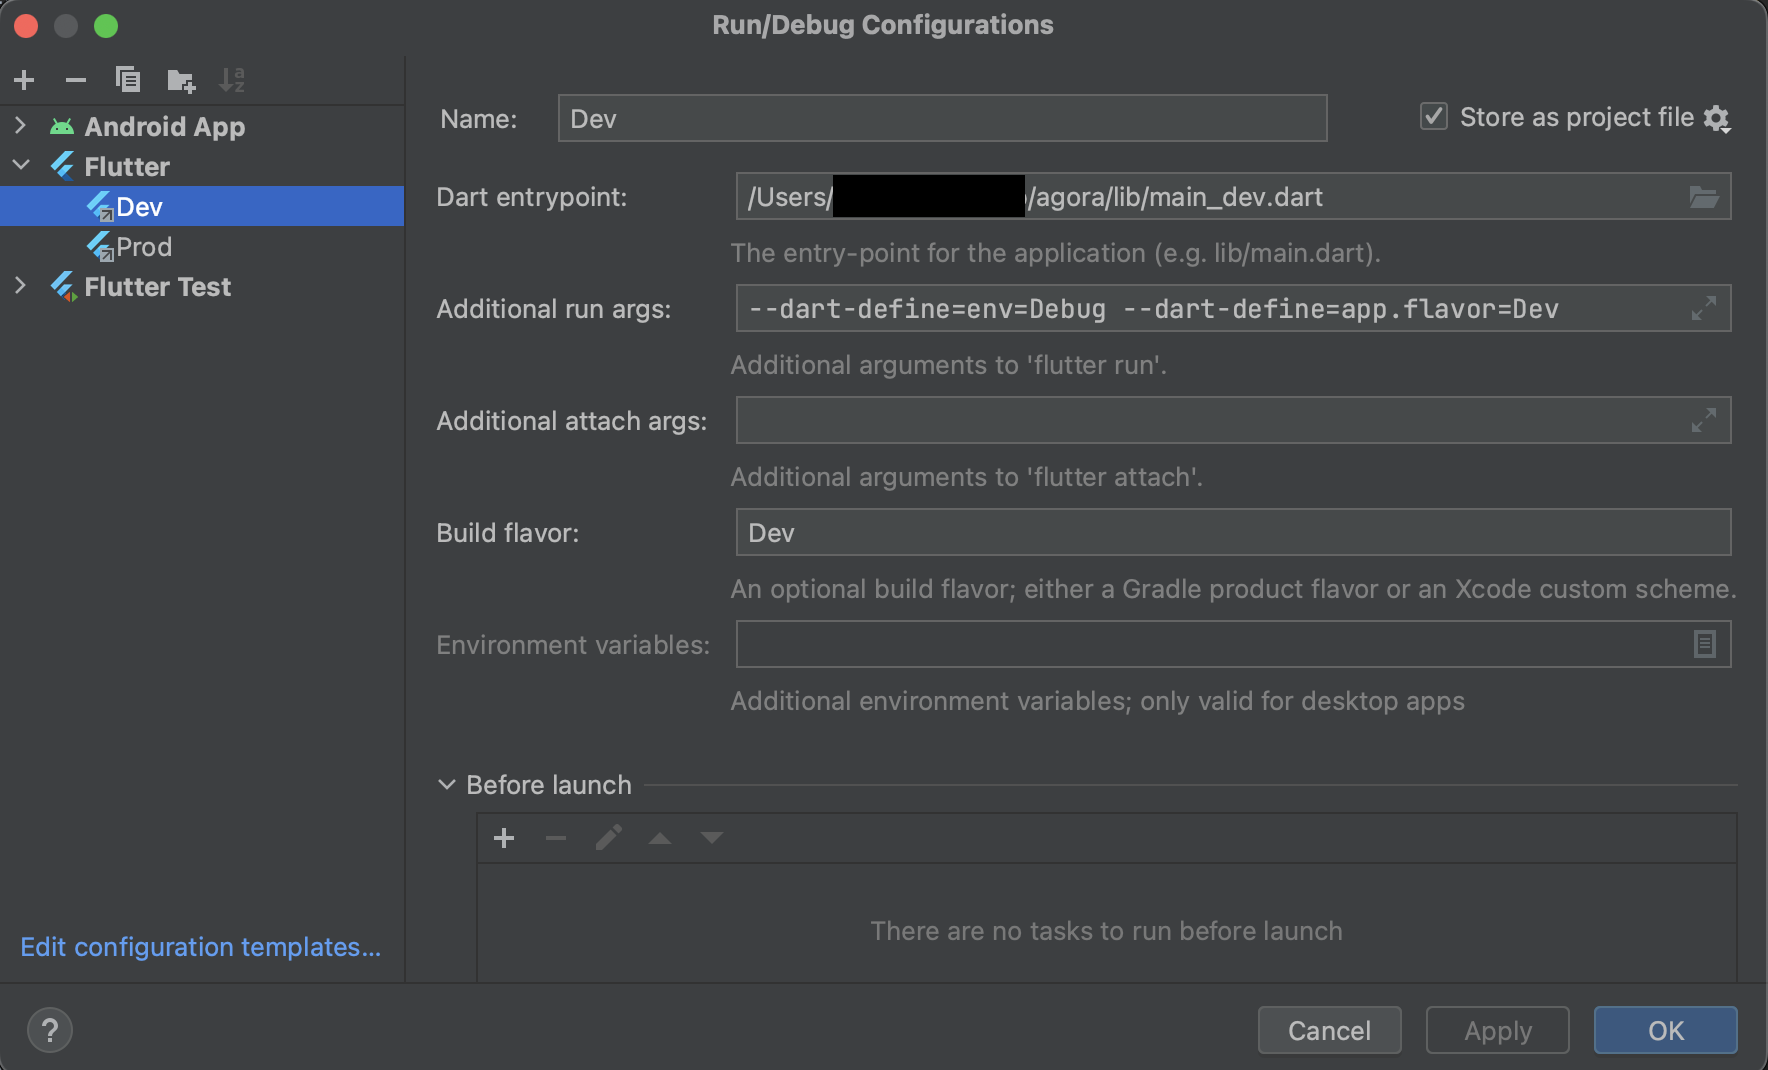 Run/Debug Configurations
Android App
Flutter
Dev
Prod
Flutter Test
Edit configuration templates...
Name: Dev
Store as project file
Dart entrypoint: /Users/ /agora/lib/main_dev.dart
The entry-point for the application (e.g. lib/main.dart).
Additional run args: --dart-define=env=Debug --dart-define=app.flavor=Dev
Additional arguments to 'flutter run'.
Additional attach args:
Additional arguments to 'flutter attach'.
Build flavor: Dev
An optional build flavor; either a Gradle product flavor or an Xcode custom scheme.
Environment variables:
Additional environment variables; only valid for desktop apps
Before launch
There are no tasks to run before launch
? Cancel Apply OK